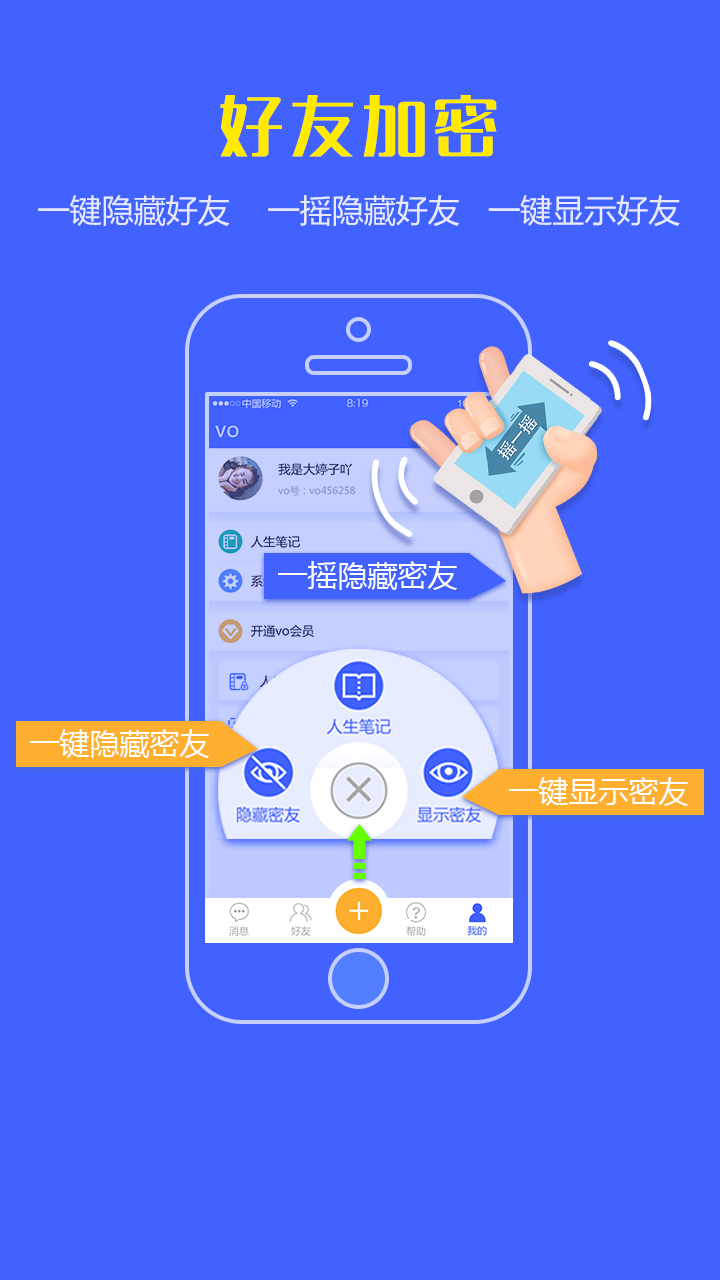 好友加密
一键隐藏好友 一摇隐藏好友 一键显示好友
中国移动 8:19
VO
摇一摇
我是大婷子吖
vo号：vo456258
人生笔记
系
一摇隐藏密友
开通vo会员
人生笔记
一键隐藏密友
一键显示密友
隐藏密友
显示密友
消息 好友 帮助 我的